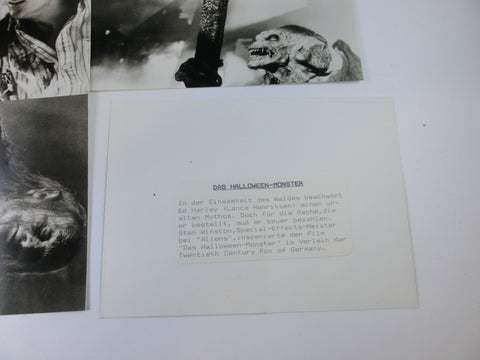 DAS HALLOWEEN-MONSTER
In der Einsamkeit des Waldes beschwört
Ed Harley (Lance Henriksen) einen ur-
alten Mythos. Doch für die Rache,die
er bestellt, muß er teuer bezahlen.
Stan Winston,Special-Effects-Meister
bei "Aliens",inszenierte den Film
"Das Halloween-Monster" im Verleih der
Twentieth Century Fox of Germany.